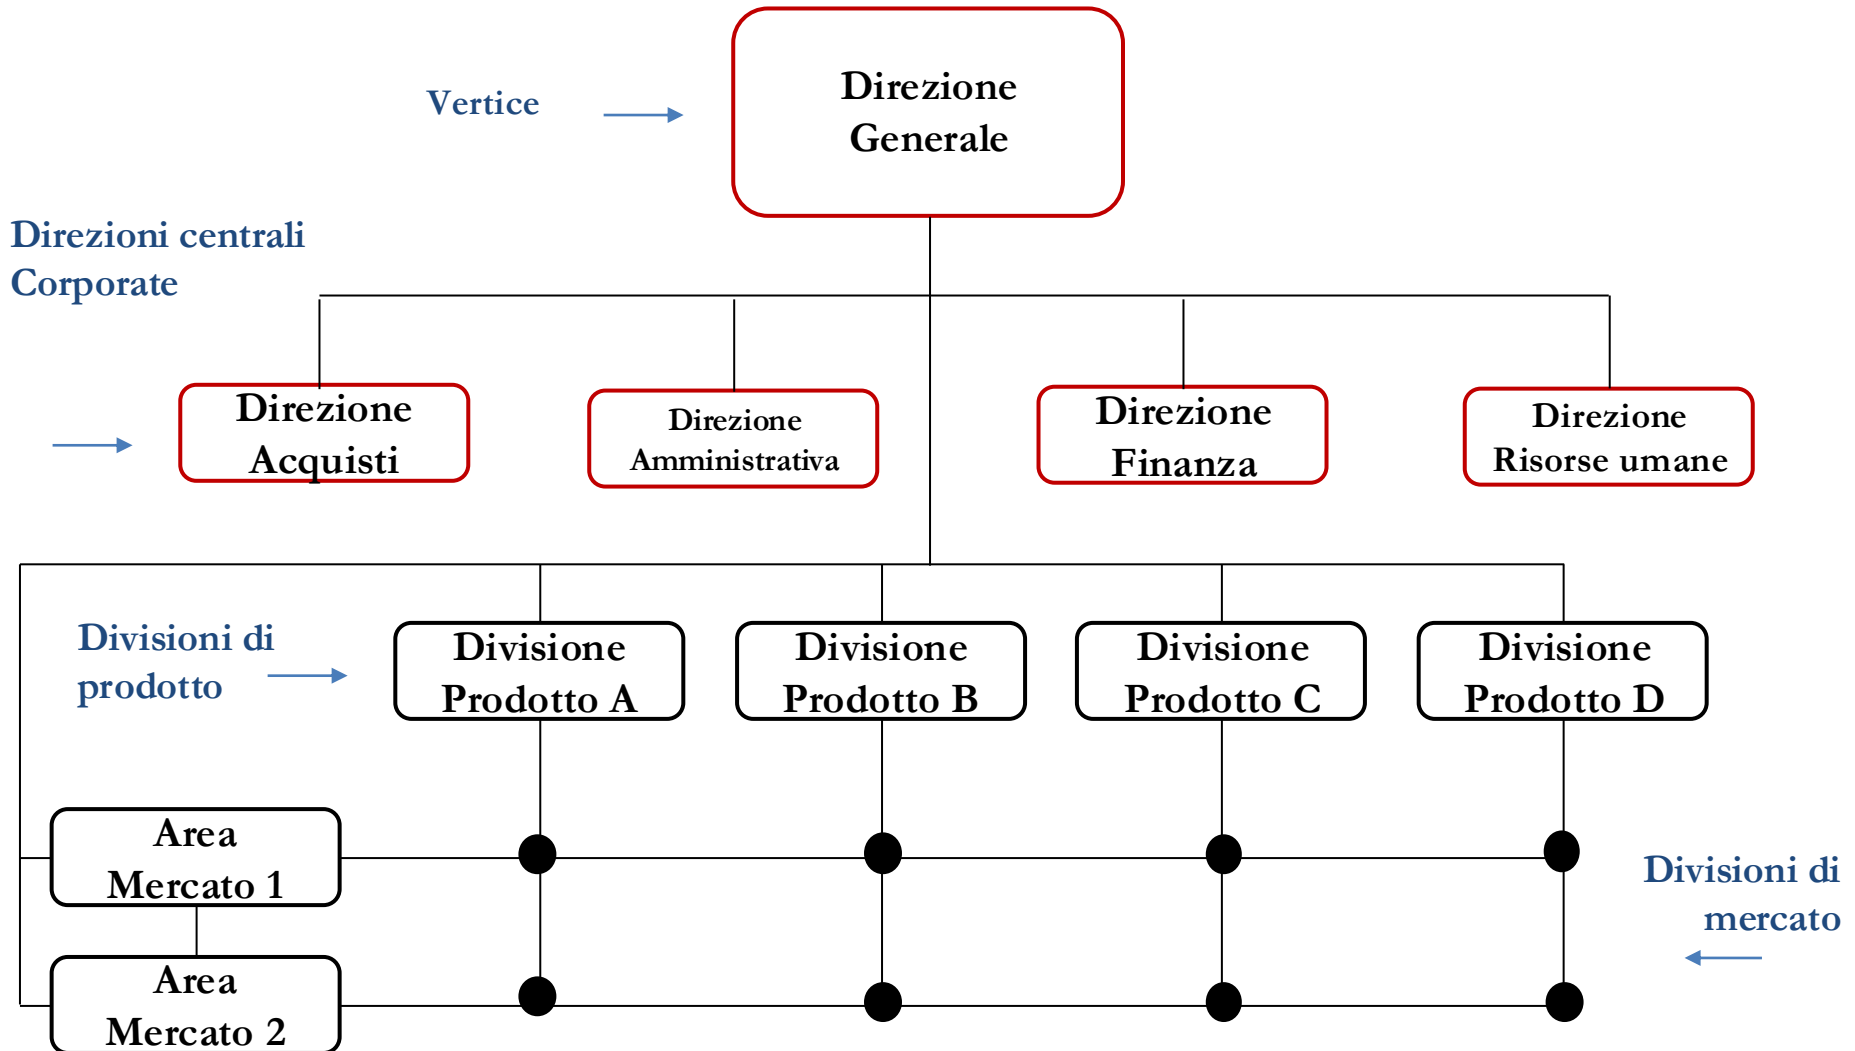 Direzione
Generale
Vertice
Direzioni centrali
Corporate
Direzione
Acquisti
Direzione
Amministrativa
Direzione
Finanza
Direzione
Risorse umane
Divisioni di
prodotto
Divisione
Prodotto A
Divisione
Prodotto B
Divisione
Prodotto C
Divisione
Prodotto D
Area
Mercato 1
Divisioni di
mercato
Area
Mercato 2